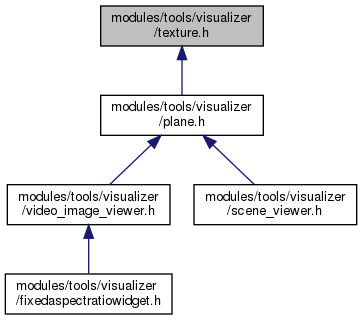 modules/tools/visualizer
/texture.h
modules/tools/visualizer
/plane.h
modules/tools/visualizer
/video_image_viewer.h
modules/tools/visualizer
/scene_viewer.h
modules/tools/visualizer
/fixedaspectratiowidget.h